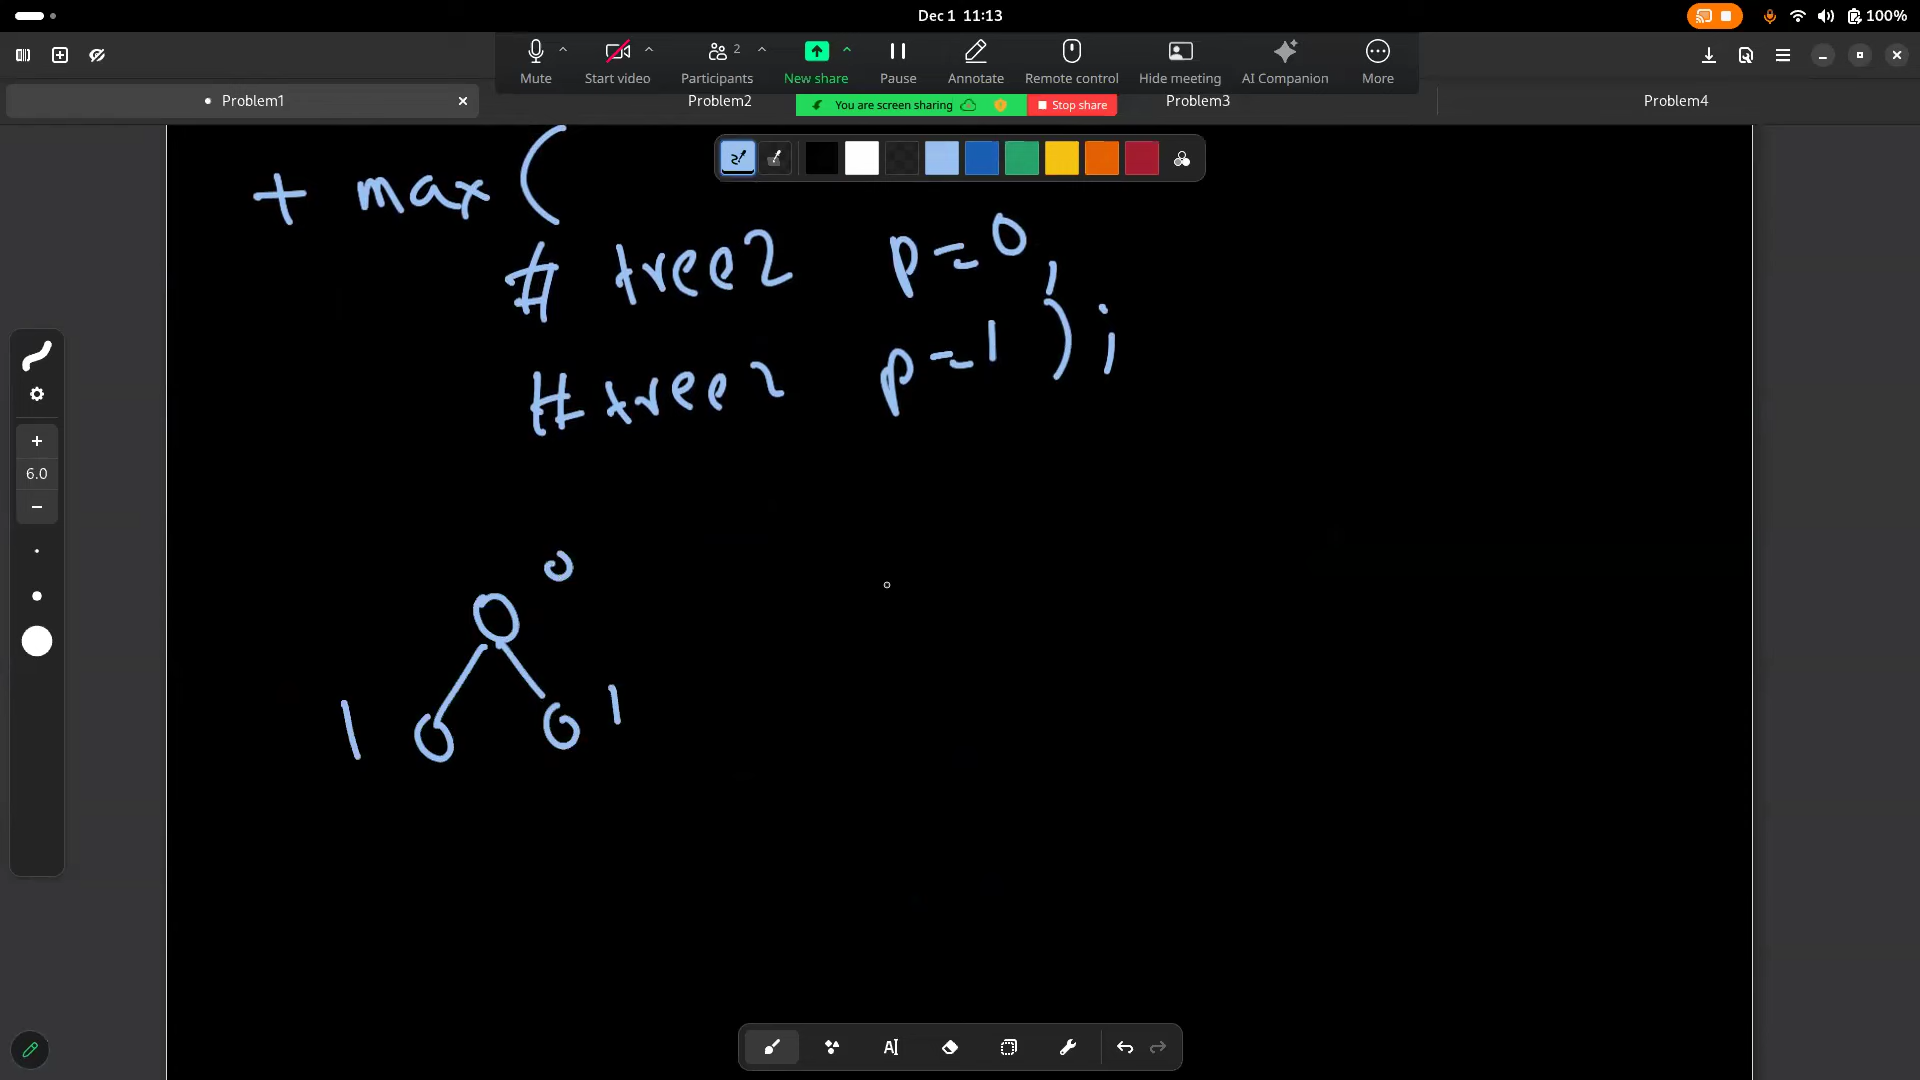 Dec 1 11:13
100%
Mute
Start video
Participants
2
New share
Pause
Annotate
Remote control
Hide meeting
AI Companion
More
Problem1
Problem2
You are screen sharing
Stop share
Problem3
Problem4
+ max (
# tree2 p=0,
# tree2 p=1 );
6.0
0
1
1